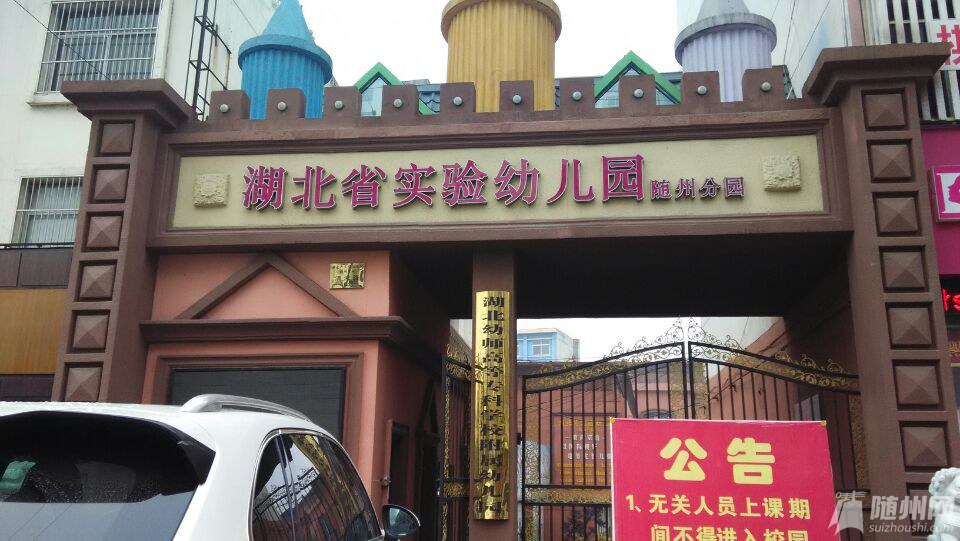 湖北省实验幼儿园 随州分园
湖北幼师高等专科学校附属幼儿园
公告
1、无关人员上课期
间不得进入校园
随州网
suizhoushi.com